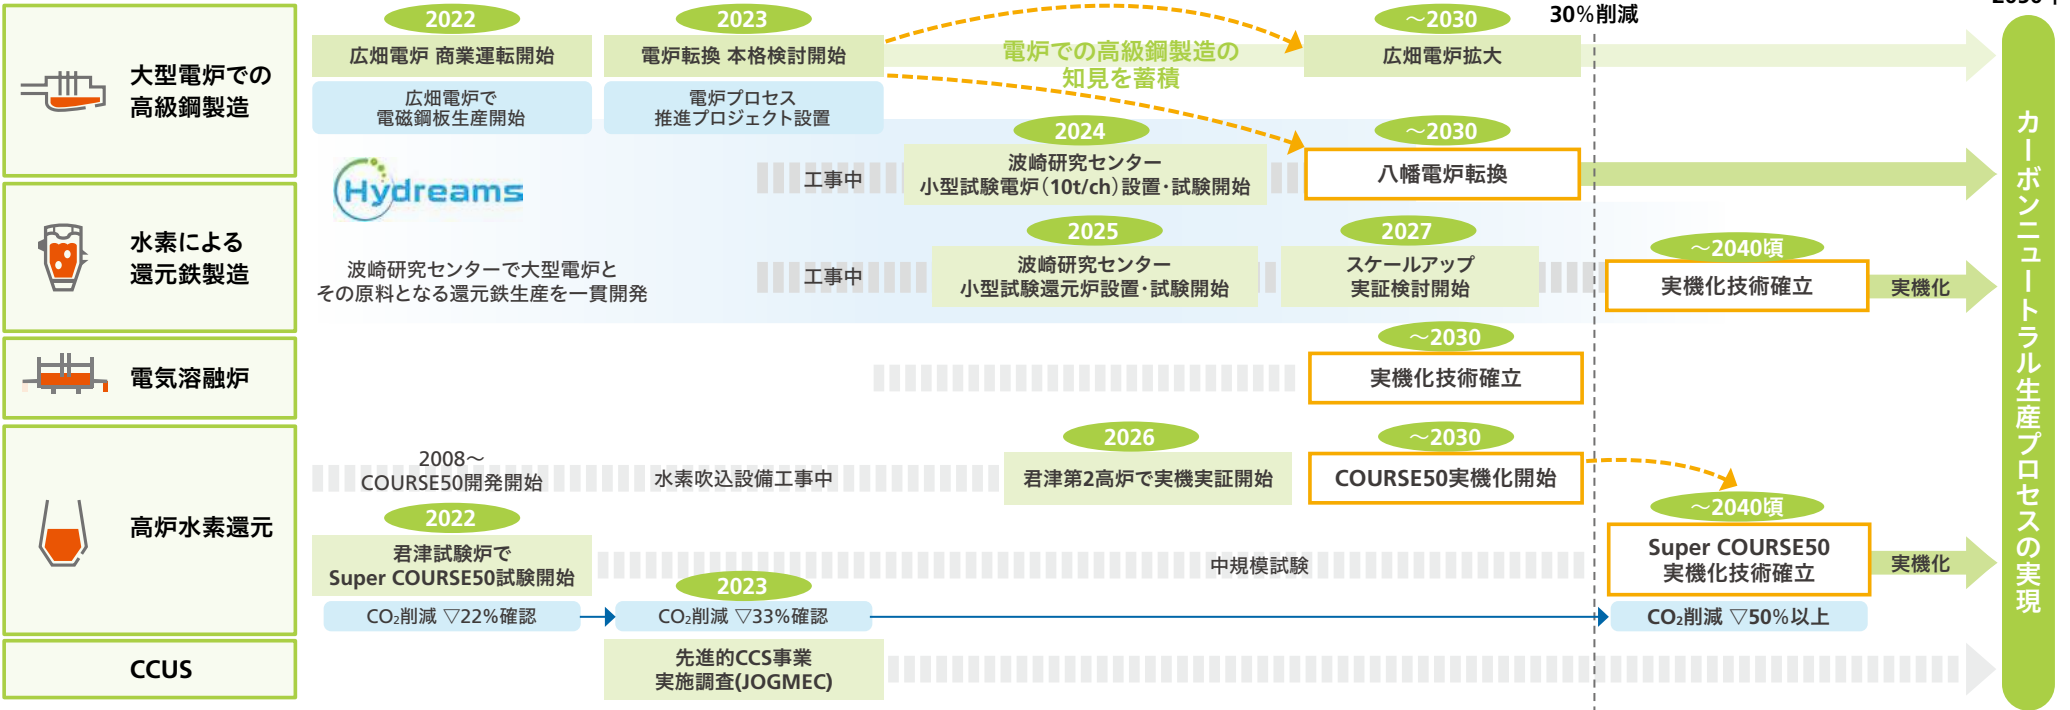 2022
2023
～2030
30%削減
大型電炉での
高級鋼製造
広畑電炉 商業運転開始
電炉転換 本格検討開始
電炉での高級鋼製造の
知見を蓄積
広畑電炉拡大
広畑電炉で
電磁鋼板生産開始
電炉プロセス
推進プロジェクト設置
2024
～2030
Hydreams
工事中
波崎研究センター
小型試験電炉(10t/ch)設置・試験開始
八幡電炉転換
水素による
還元鉄製造
2025
2027
～2040頃
波崎研究センターで大型電炉と
その原料となる還元鉄生産を一貫開発
工事中
波崎研究センター
小型試験還元炉設置・試験開始
スケールアップ
実証検討開始
実機化技術確立
実機化
電気溶融炉
～2030
実機化技術確立
高炉水素還元
2008～
COURSE50開発開始
水素吹込設備工事中
2026
君津第2高炉で実機実証開始
～2030
COURSE50実機化開始
2022
君津試験炉で
Super COURSE50試験開始
中規模試験
～2040頃
Super COURSE50
実機化技術確立
実機化
2023
CO₂削減 ▽22%確認
CO₂削減 ▽33%確認
CO₂削減 ▽50%以上
CCUS
先進的CCS事業
実施調査(JOGMEC)
カーボンニュートラル生産プロセスの実現